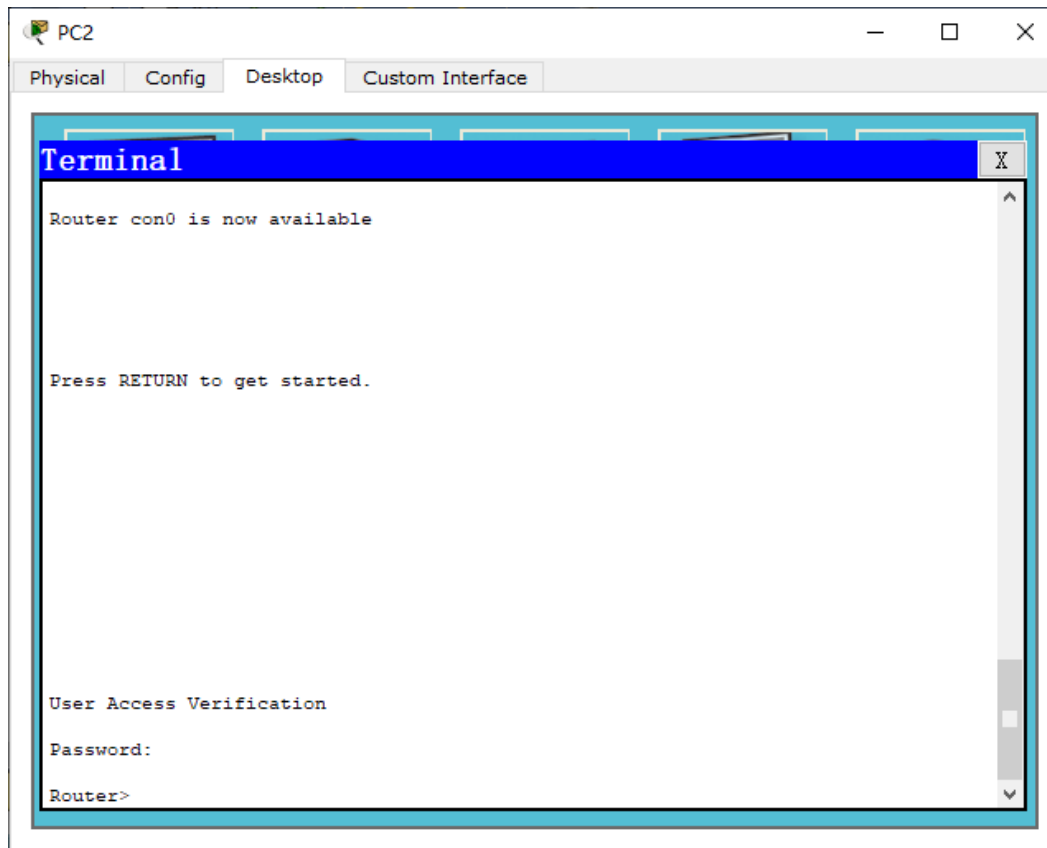 PC2
Physical Config Desktop Custom Interface
Terminal X
Router con0 is now available
Press RETURN to get started.
User Access Verification
Password:
Router>